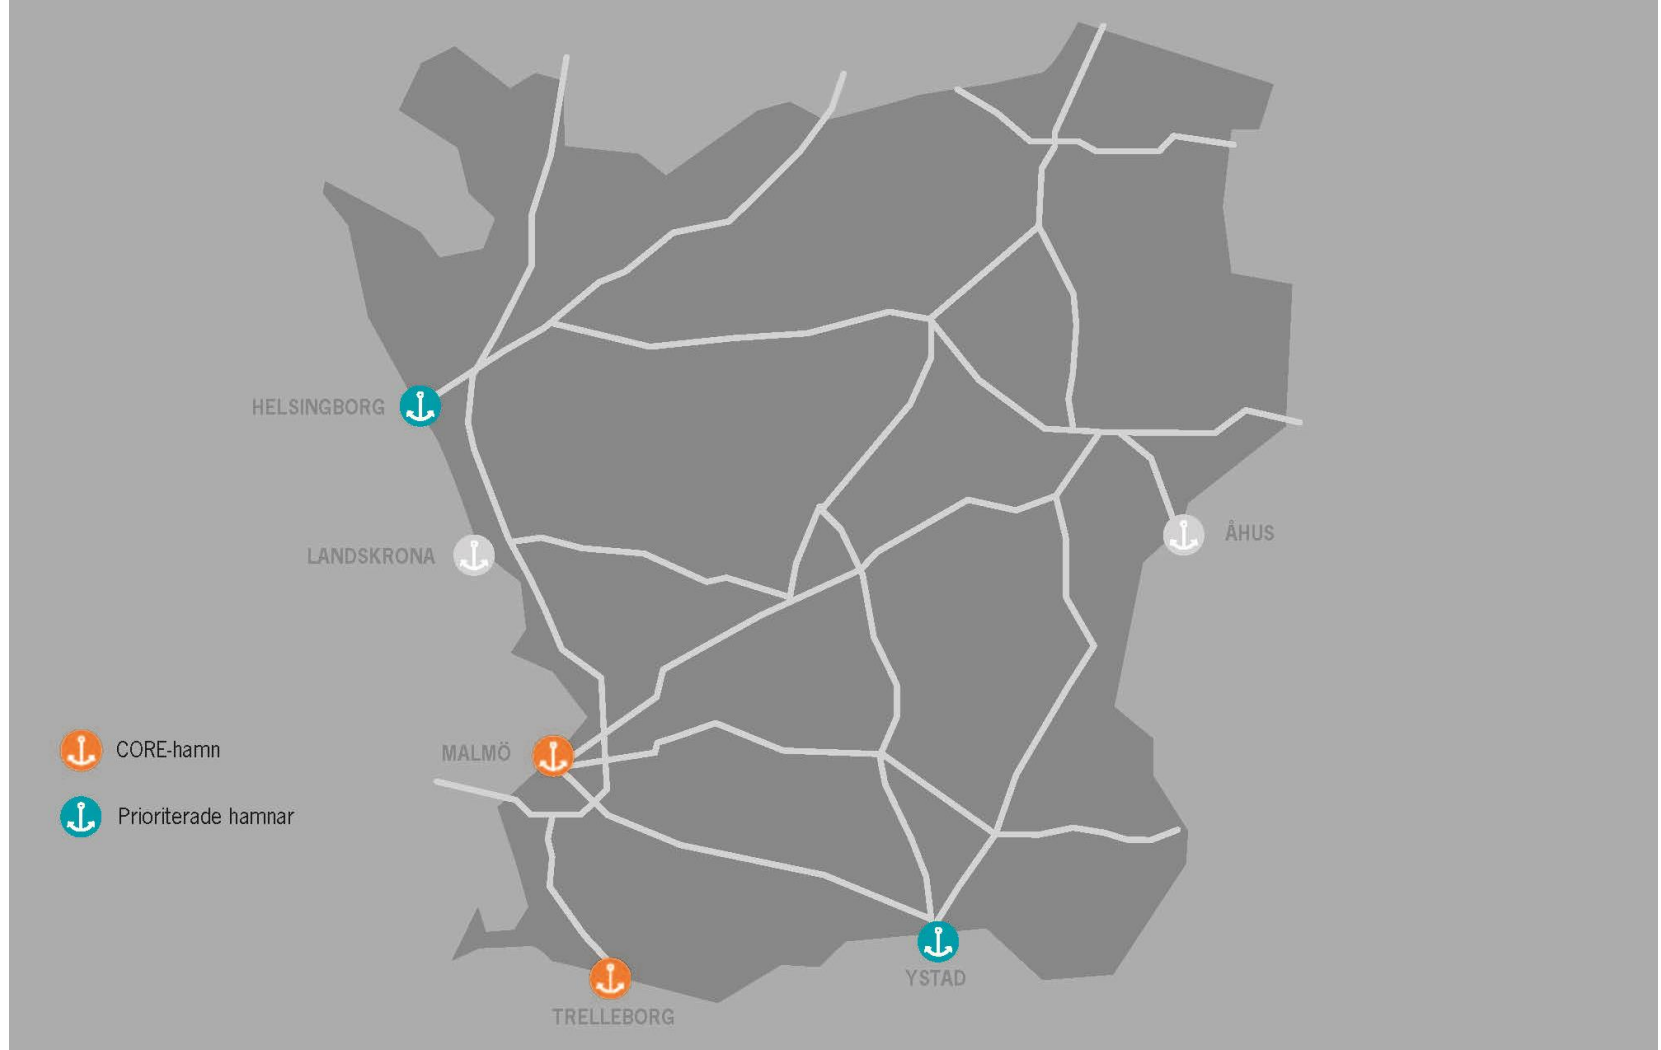 HELSINGBORG
LANDSKRONA
ÅHUS
MALMÖ
CORE-hamn
Prioriterade hamnar
YSTAD
TRELLEBORG